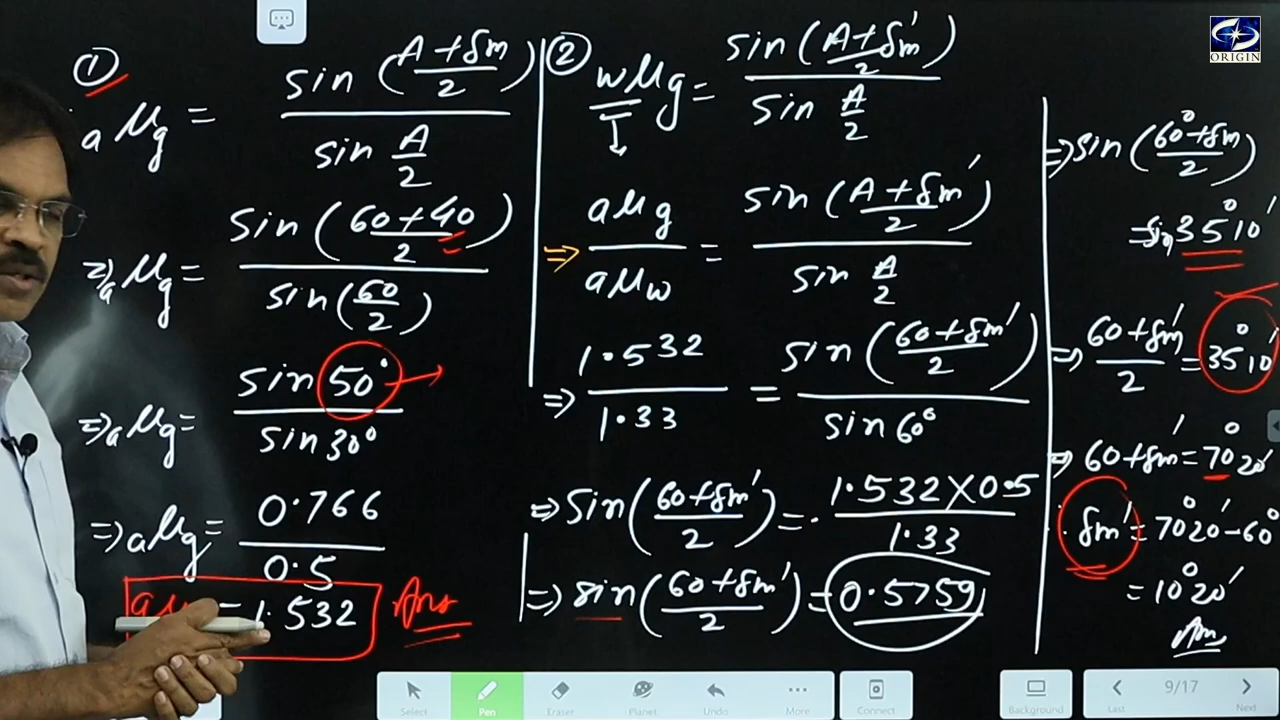 ①
aμg = sin (A+δm/2) / sin A/2
⇒ aμg = sin (60+40/2) / sin (60/2)
⇒ aμg = sin 50° / sin 30°
⇒ aμg = 0.766 / 0.5
= 1.532 Ans
②
wμg = sin (A+δm'/2) / sin A/2
⇒ aμg / aμw = sin (A+δm'/2) / sin A/2
⇒ 1.532 / 1.33 = sin (60+δm'/2) / sin 60°
⇒ sin (60+δm'/2) = 1.532 × 0.5 / 1.33
⇒ sin (60+δm'/2) = 0.5759
⇒ sin (60°+δm/2)
= sin 35°10'
⇒ 60+δm'/2 = 35°10'
⇒ 60+δm' = 70°20'
δm' = 70°20' - 60°
= 10°20'
Ans
ORIGIN
Select Pen Eraser Planet Undo More Connect Background Last 9/17 Next